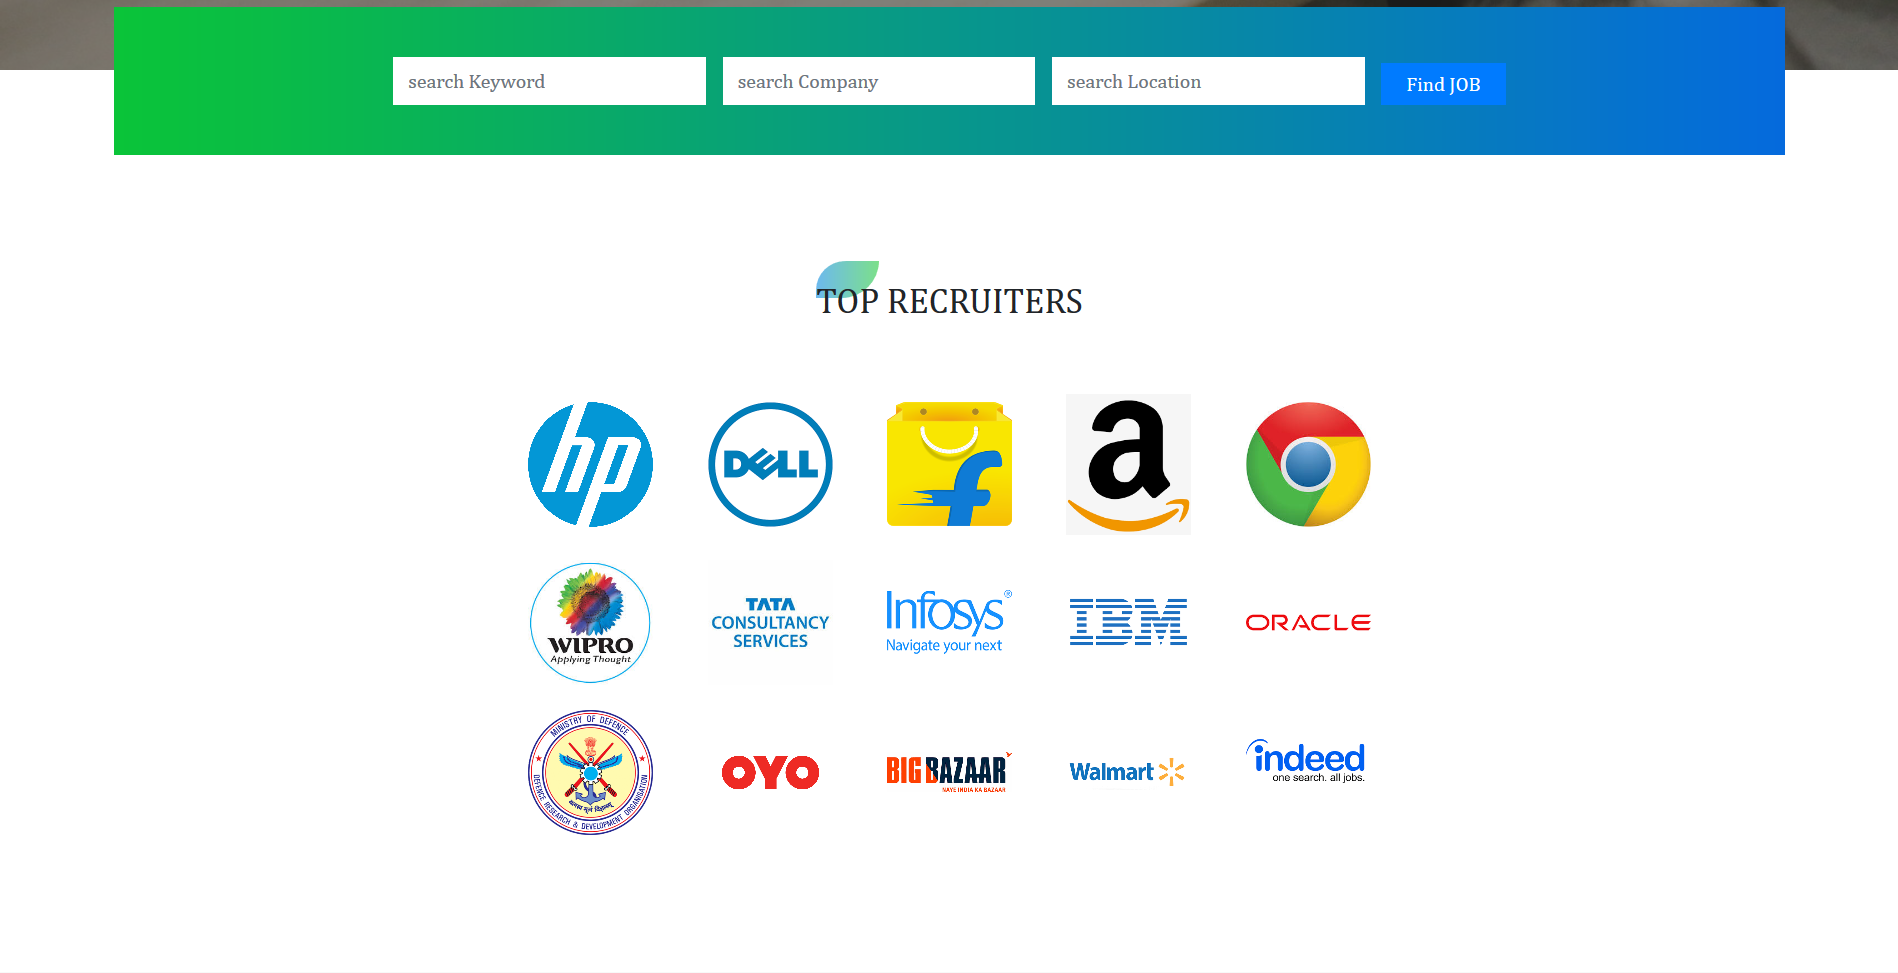 search Keyword
search Company
search Location
Find JOB
TOP RECRUITERS
hp
DELL
f
a
WIPRO
Applying Thought
TATA
CONSULTANCY
SERVICES
Infosys®
Navigate your next
IBM
ORACLE
MINISTRY OF DEFENCE
DEFENCE RESEARCH & DEVELOPMENT ORGANISATION
OYO
BIG BAZAAR
NAYE INDIA KA BAZAAR
Walmart
indeed
one search. all jobs.